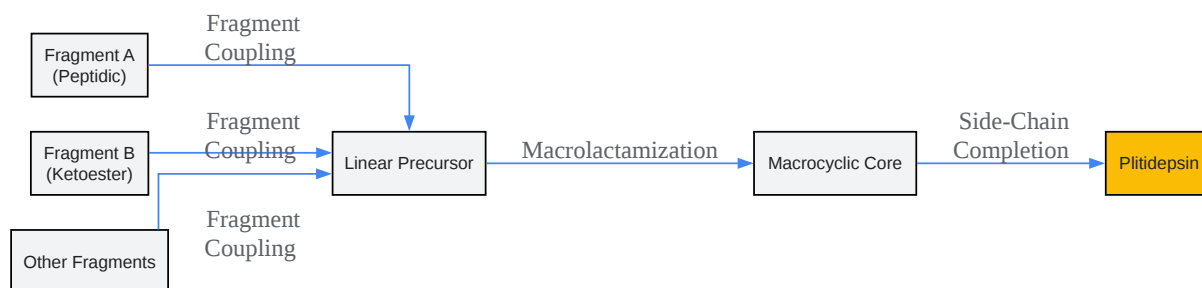 Fragment
Coupling
Fragment A
(Peptidic)
Fragment
Coupling
Fragment B
(Ketoester)
Linear Precursor
Macrolactamization
Macrocyclic Core
Side-Chain
Completion
Plitidepsin
Fragment
Coupling
Other Fragments